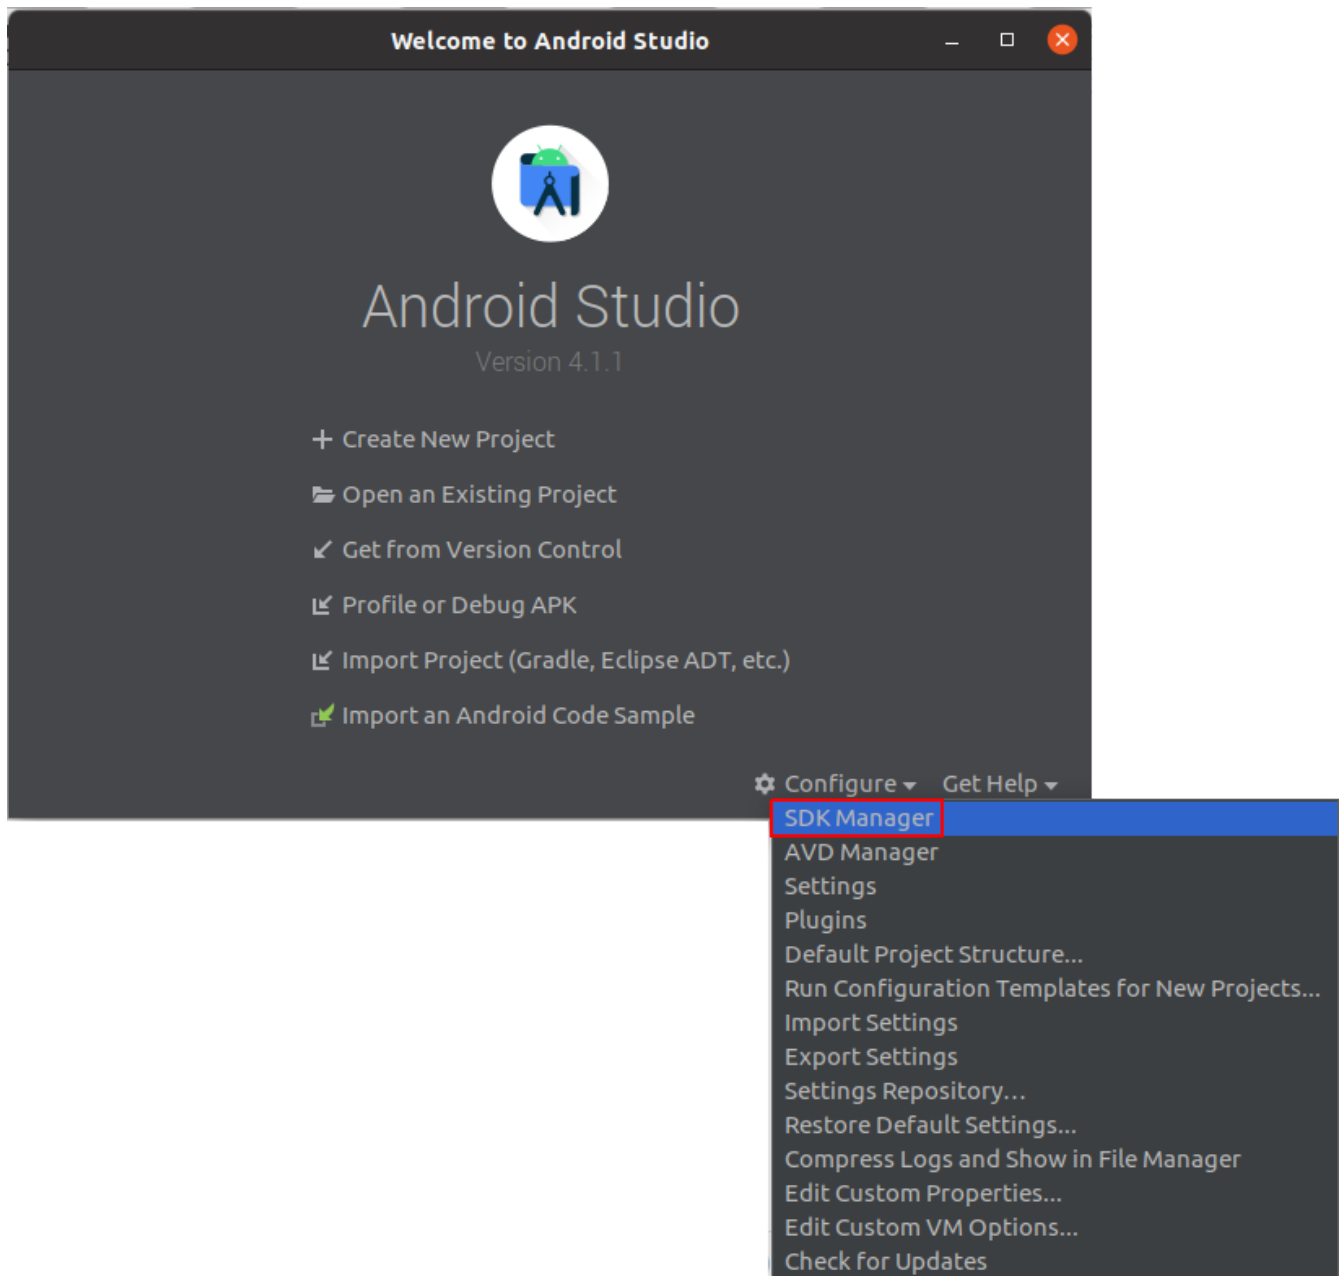 Welcome to Android Studio
Android Studio
Version 4.1.1
Create New Project
Open an Existing Project
Get from Version Control
Profile or Debug APK
Import Project (Gradle, Eclipse ADT, etc.)
Import an Android Code Sample
Configure Get Help
SDK Manager
AVD Manager
Settings
Plugins
Default Project Structure...
Run Configuration Templates for New Projects...
Import Settings
Export Settings
Settings Repository...
Restore Default Settings...
Compress Logs and Show in File Manager
Edit Custom Properties...
Edit Custom VM Options...
Check for Updates